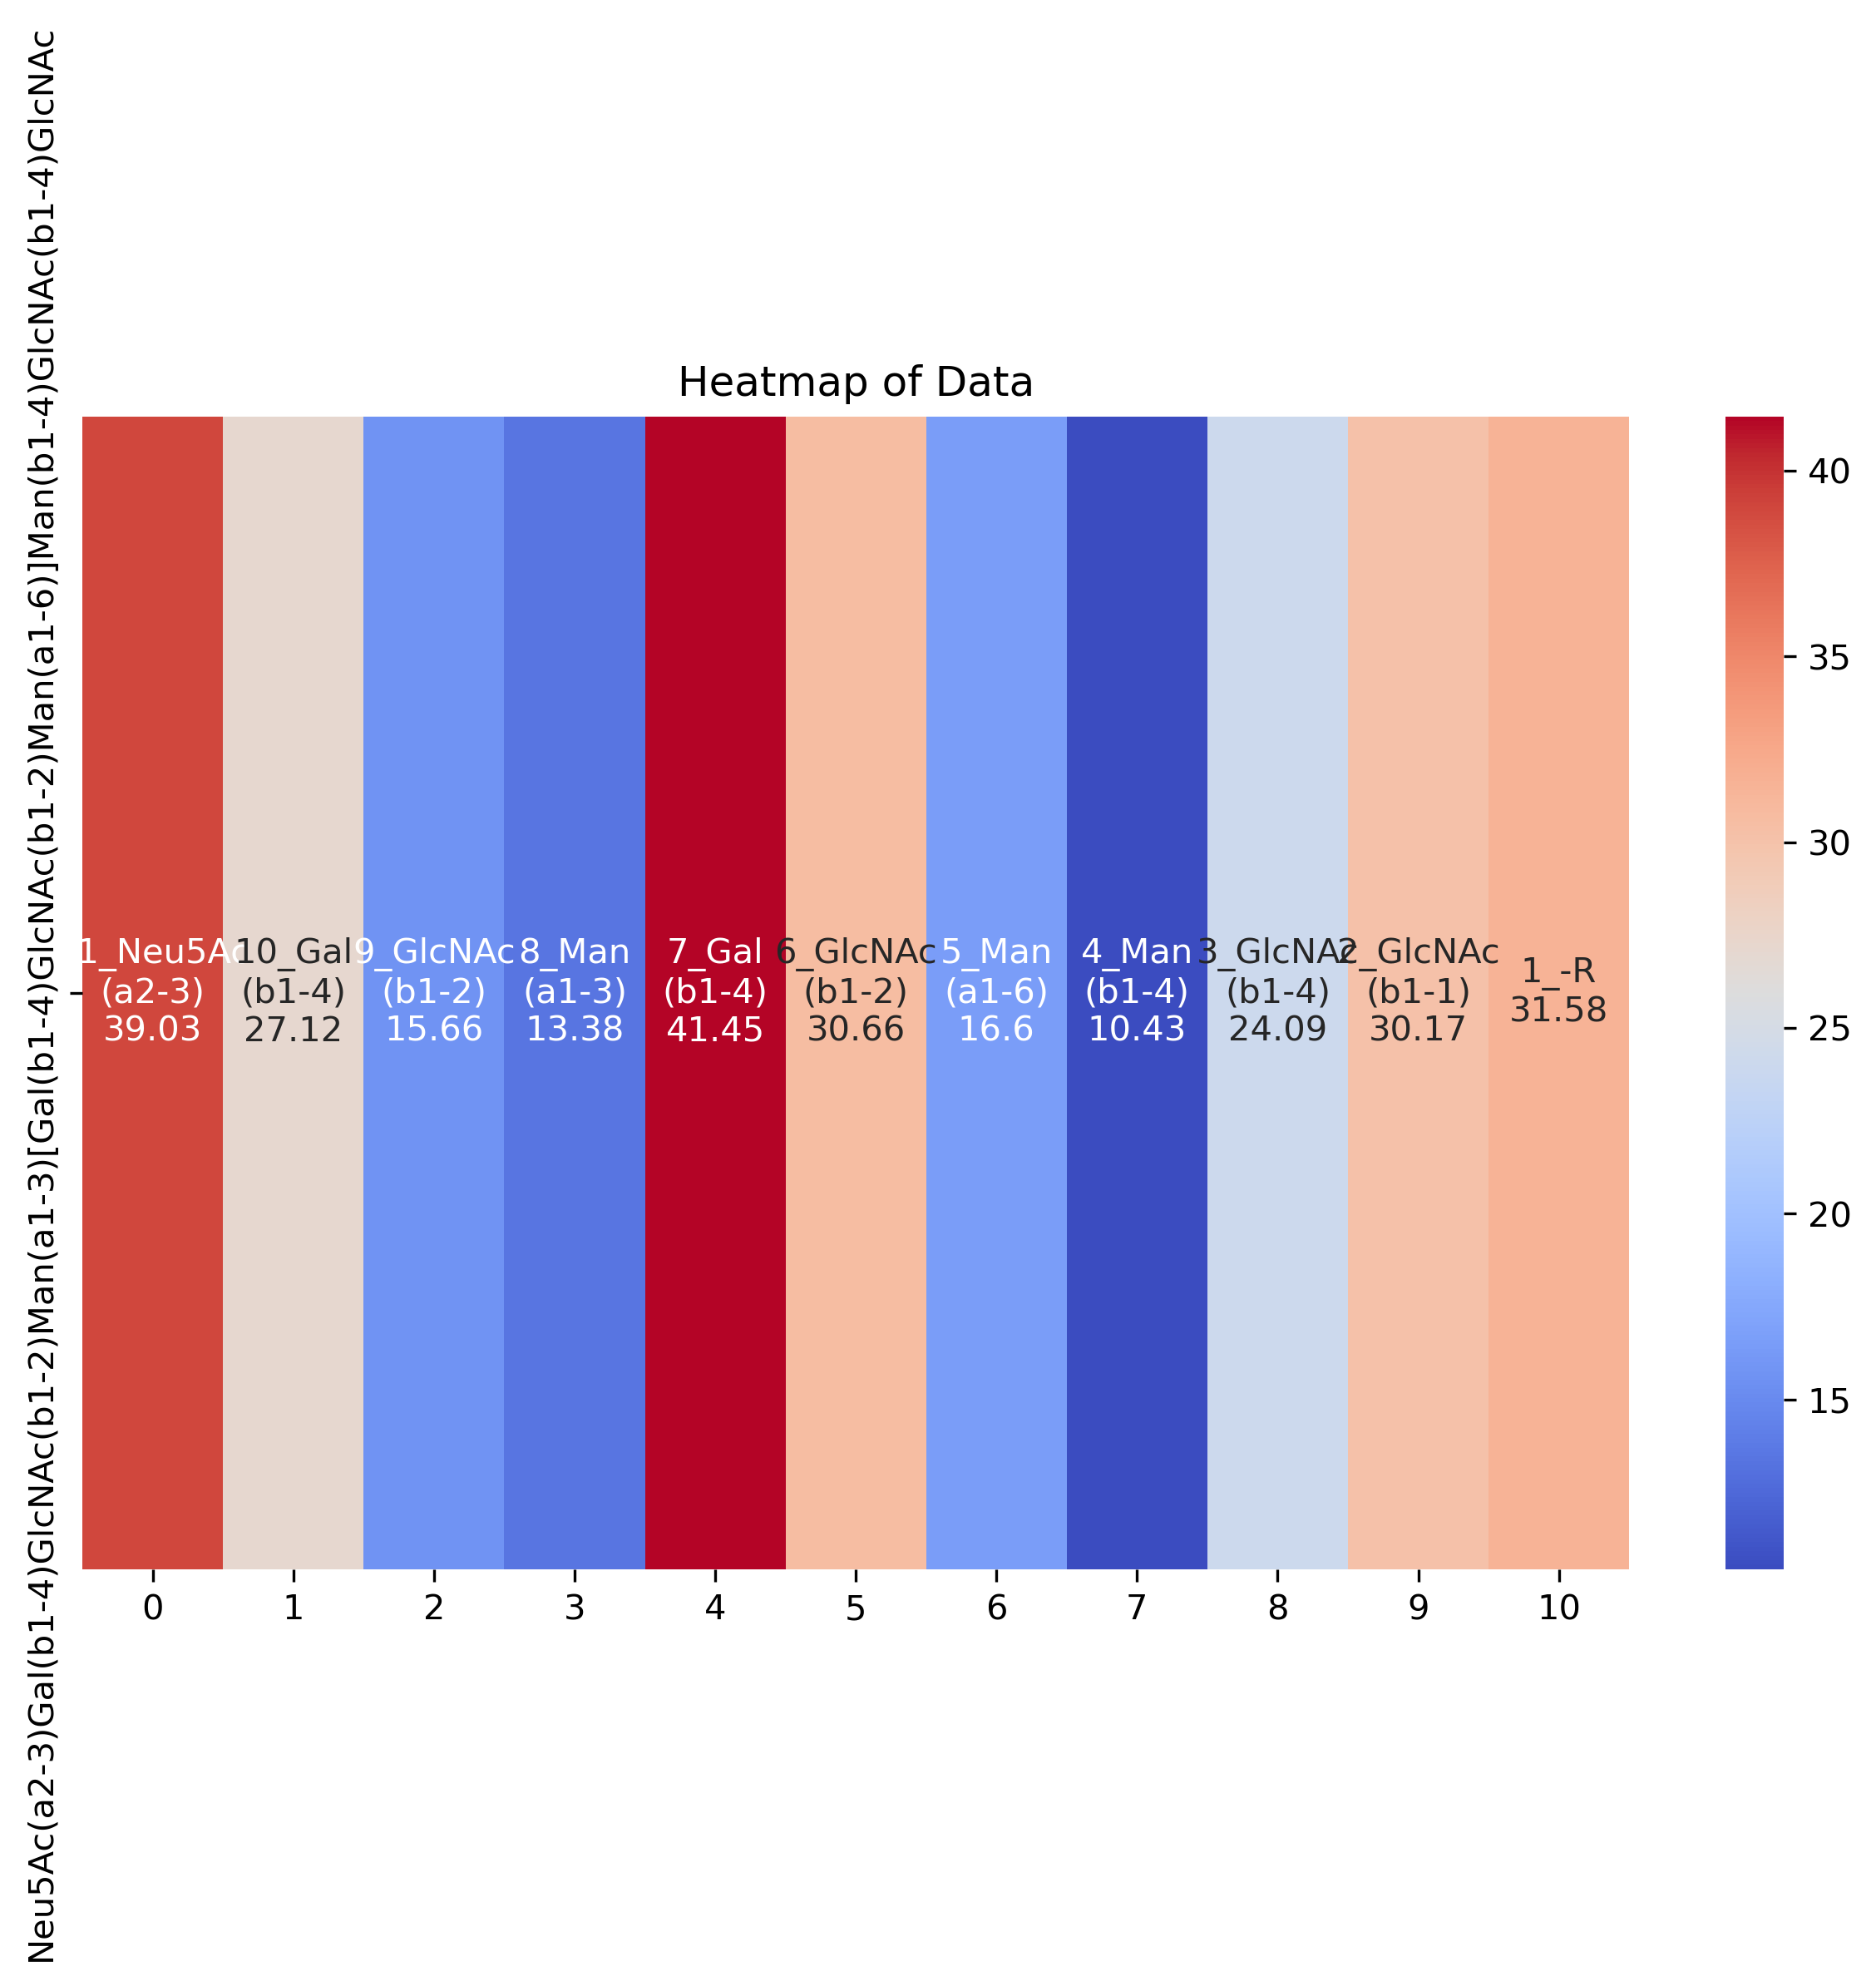 Heatmap of Data
Neu5Ac(a2-3)Gal(b1-4)GlcNAc(b1-2)Man(a1-3)[Gal(b1-4)GlcNAc(b1-2)Man(a1-6)]Man(b1-4)GlcNAc(b1-4)GlcNAc
1_Neu5Ac
(a2-3)
39.03
10_Gal
(b1-4)
27.12
9_GlcNAc
(b1-2)
15.66
8_Man
(a1-3)
13.38
7_Gal
(b1-4)
41.45
6_GlcNAc
(b1-2)
30.66
5_Man
(a1-6)
16.6
4_Man
(b1-4)
10.43
3_GlcNAc
(b1-4)
24.09
2_GlcNAc
(b1-1)
30.17
1_-R
31.58
0 1 2 3 4 5 6 7 8 9 10
40
35
30
25
20
15